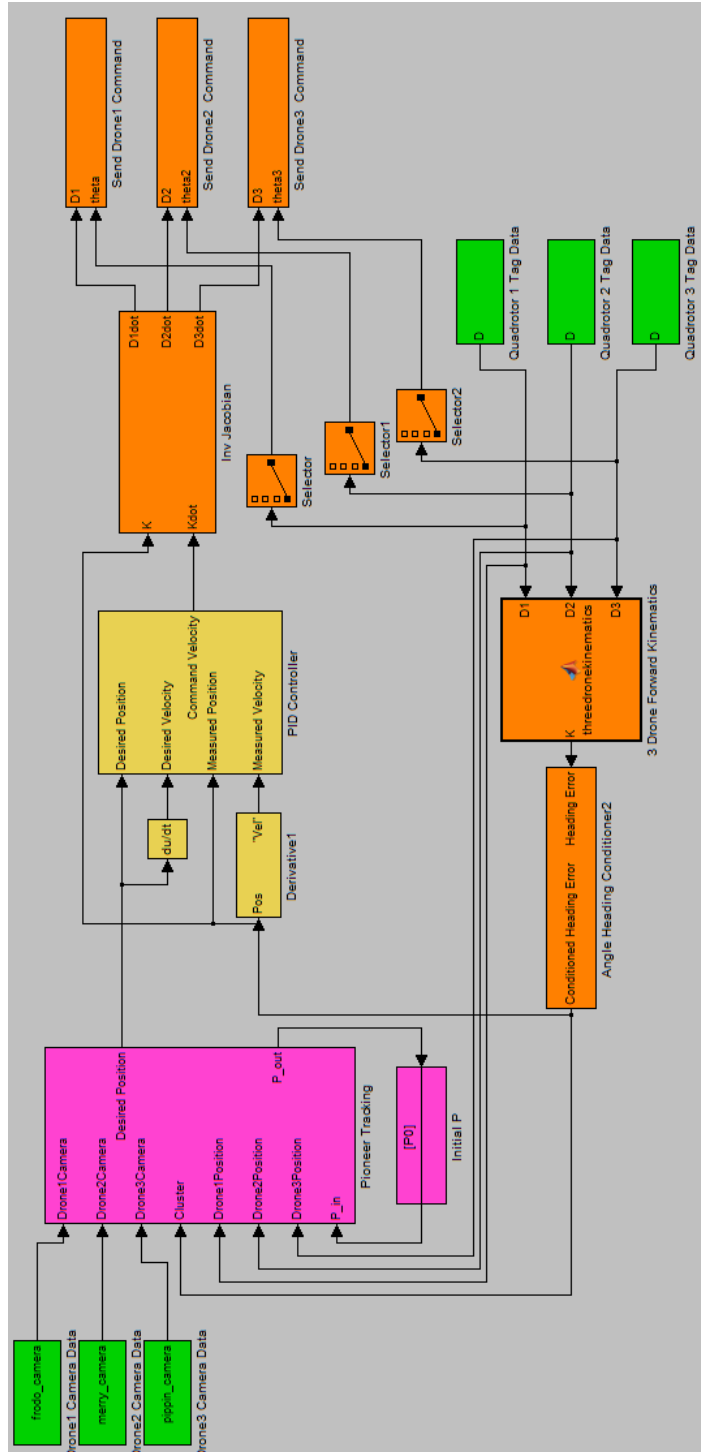 frodo_camera
Drone1 Camera Data
merry_camera
Drone2 Camera Data
pippin_camera
Drone3 Camera Data
Drone1Camera
Drone2Camera
Drone3Camera
Cluster
Drone1Position
Drone2Position
Drone3Position
P_in
Desired Position
P_out
Pioneer Tracking
[P0]
Initial P
du/dt
Pos
"Vel"
Derivative1
Desired Position
Desired Velocity
Measured Position
Measured Velocity
Command Velocity
PID Controller
K
Kdot
D1dot
D2dot
D3dot
Inv Jacobian
D1
theta
Send Drone1 Command
D2
theta2
Send Drone2 Command
D3
theta3
Send Drone3 Command
Selector
Selector1
Selector2
Conditioned Heading Error
Heading Error
Angle Heading Conditioner2
K
threedronekinematics
D1
D2
D3
3 Drone Forward Kinematics
D
Quadrotor 1 Tag Data
D
Quadrotor 2 Tag Data
D
Quadrotor 3 Tag Data